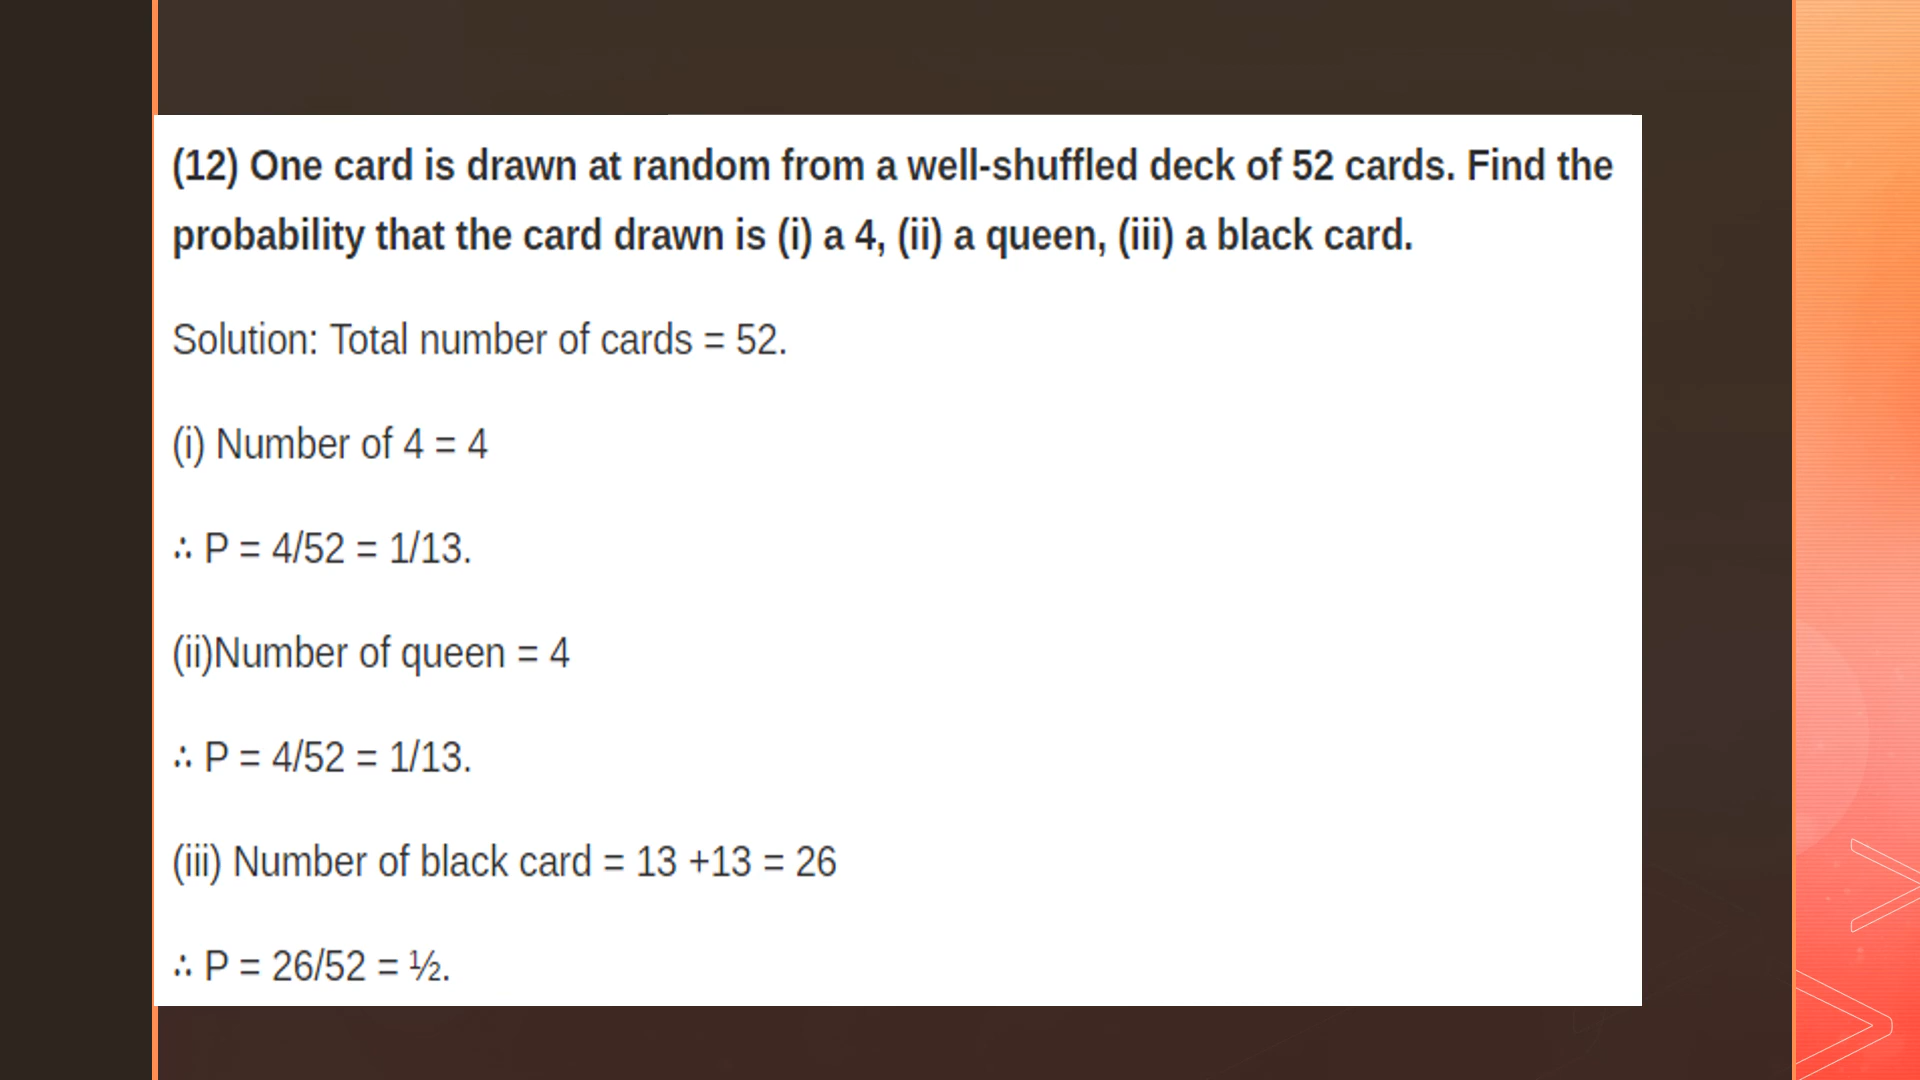 (12) One card is drawn at random from a well-shuffled deck of 52 cards. Find the
probability that the card drawn is (i) a 4, (ii) a queen, (iii) a black card.
Solution: Total number of cards = 52.
(i) Number of 4 = 4
∴ P = 4/52 = 1/13.
(ii)Number of queen = 4
∴ P = 4/52 = 1/13.
(iii) Number of black card = 13 +13 = 26
∴ P = 26/52 = ½.